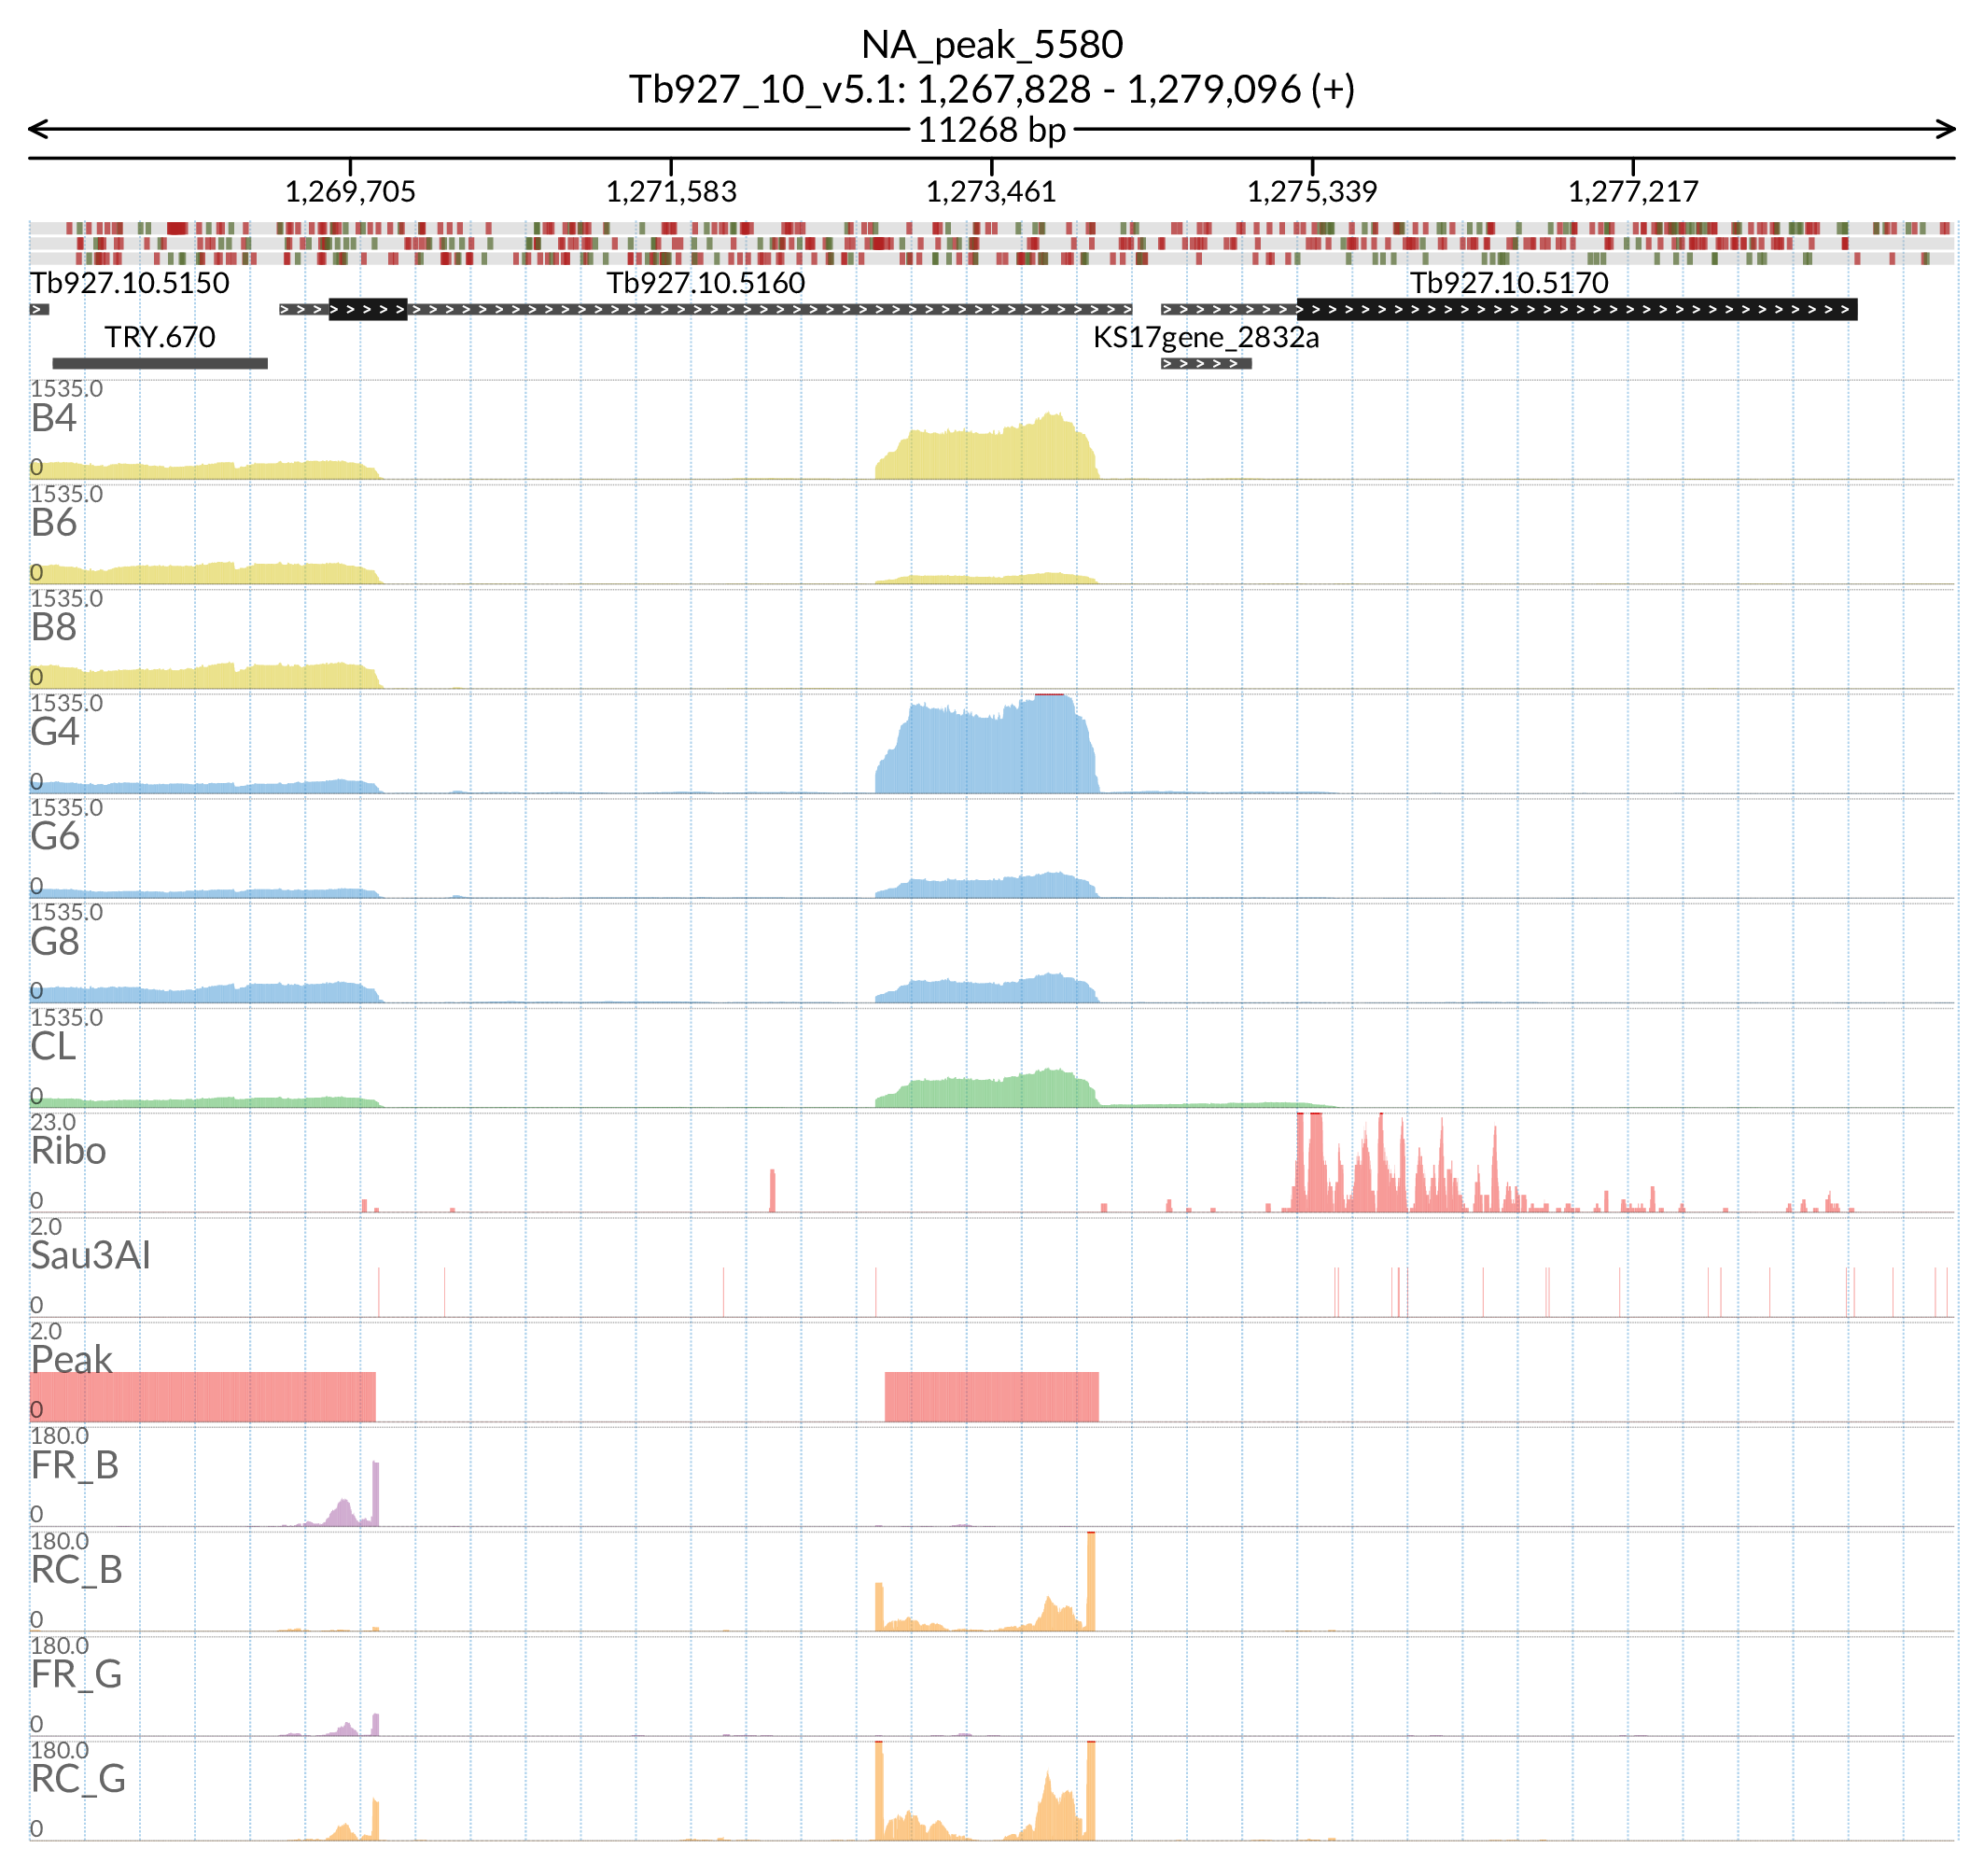 NA_peak_5580
Tb927_10_v5.1: 1,267,828 - 1,279,096 (+)
11268 bp
1,269,705 1,271,583 1,273,461 1,275,339 1,277,217
Tb927.10.5150 Tb927.10.5160 Tb927.10.5170
TRY.670 KS17gene_2832a
1535.0
B4
0
1535.0
B6
0
1535.0
B8
0
1535.0
G4
0
1535.0
G6
0
1535.0
G8
0
1535.0
CL
0
23.0
Ribo
0
2.0
Sau3AI
0
2.0
Peak
0
180.0
FR_B
0
180.0
RC_B
0
180.0
FR_G
0
180.0
RC_G
0